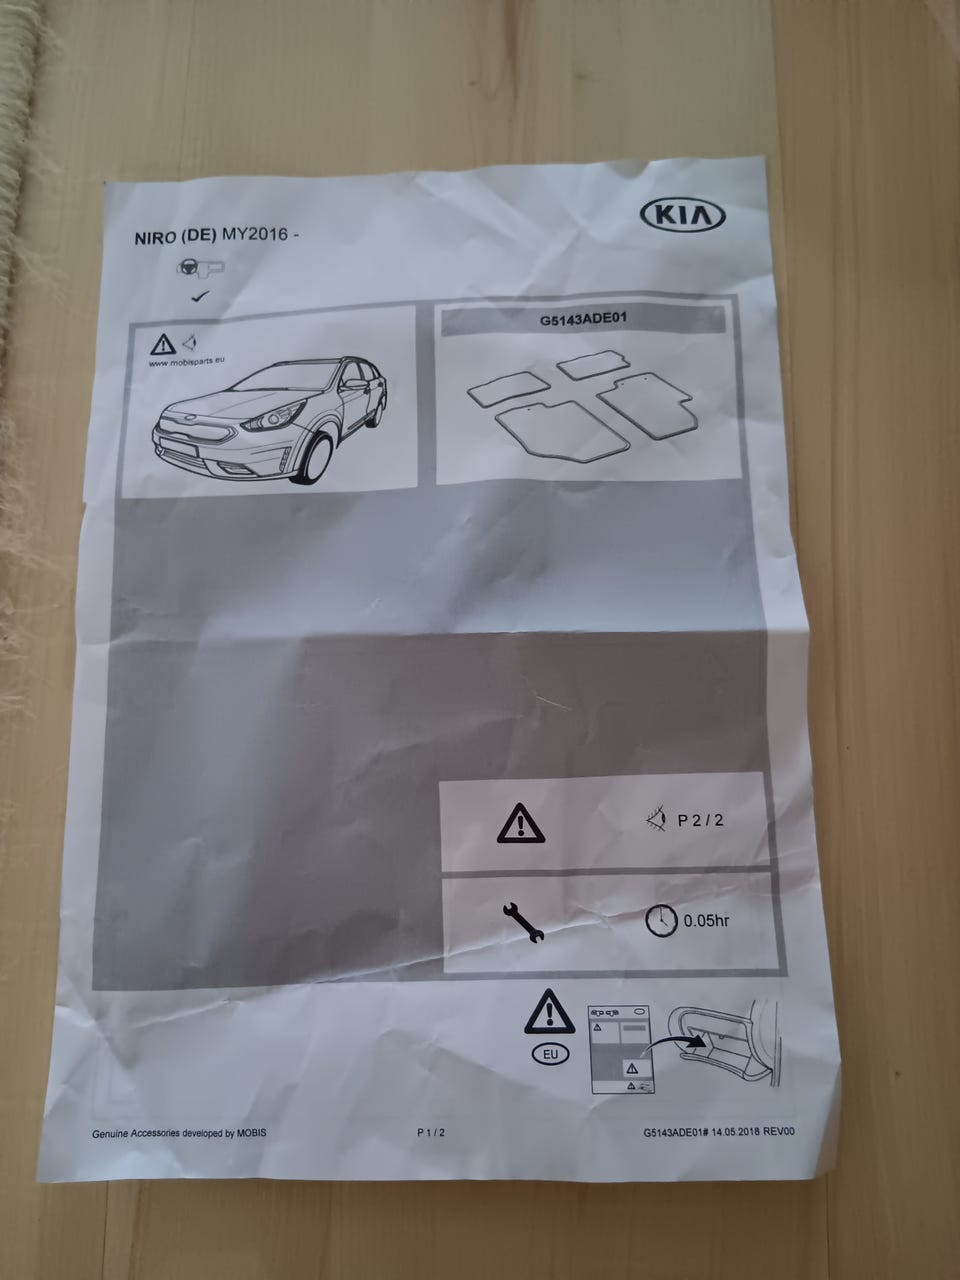 KIA
NIRO (DE) MY2016 -
www.mobisparts.eu
G5143ADE01
P 2 / 2
0.05hr
EU
Genuine Accessories developed by MOBIS
P 1 / 2
G5143ADE01# 14.05.2018 REV00